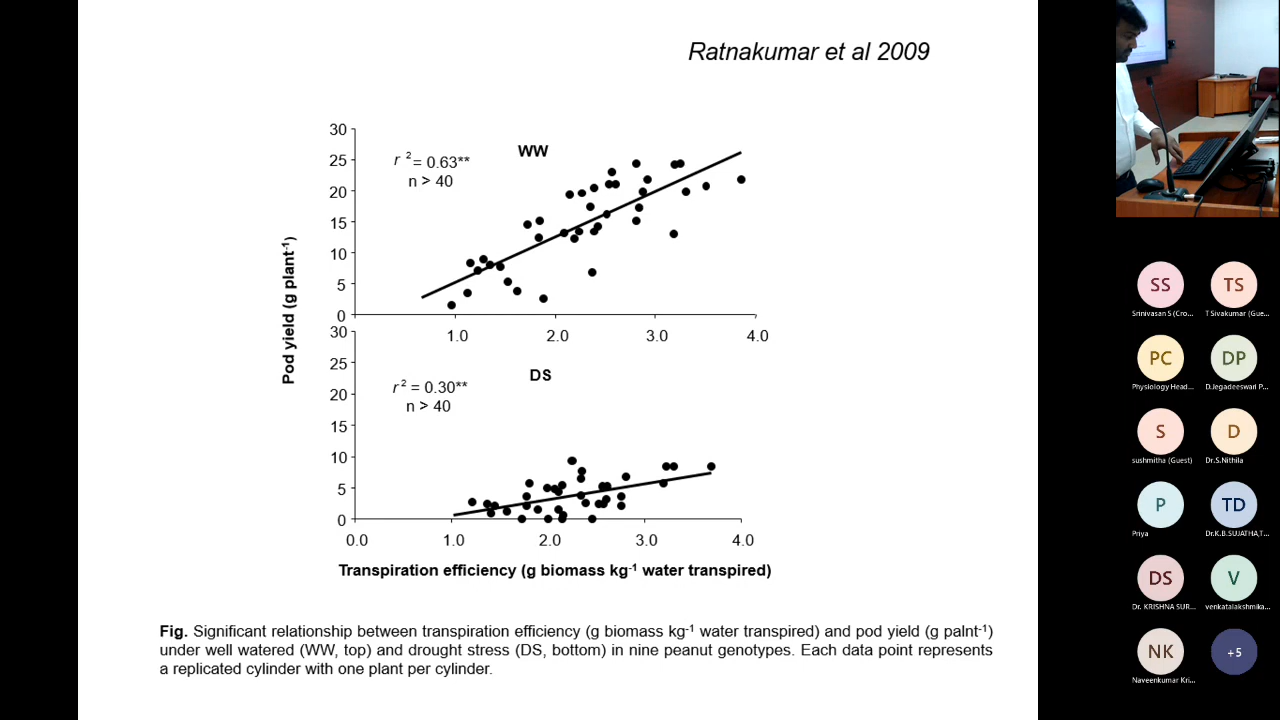 Ratnakumar et al 2009
30
25
20
15
10
5
0
r² = 0.63**
n > 40
WW
1.0 2.0 3.0 4.0
Pod yield (g plant⁻¹)
30
25
20
15
10
5
0
r² = 0.30**
n > 40
DS
0.0 1.0 2.0 3.0 4.0
Transpiration efficiency (g biomass kg⁻¹ water transpired)
Fig. Significant relationship between transpiration efficiency (g biomass kg⁻¹ water transpired) and pod yield (g palnt⁻¹)
under well watered (WW, top) and drought stress (DS, bottom) in nine peanut genotypes. Each data point represents
a replicated cylinder with one plant per cylinder.
SS TS
Srinivasan S (Cro... T Sivakumar (Gue...
PC DP
Physiology Head... D.Jegadeeswari P...
S D
sushmitha (Guest) Dr.S.Nithila
P TD
Priya Dr.K.B.SUJATHA,T...
DS V
Dr. KRISHNA SUR... venkatalakshmika...
NK +5
Naveenkumar Kri...